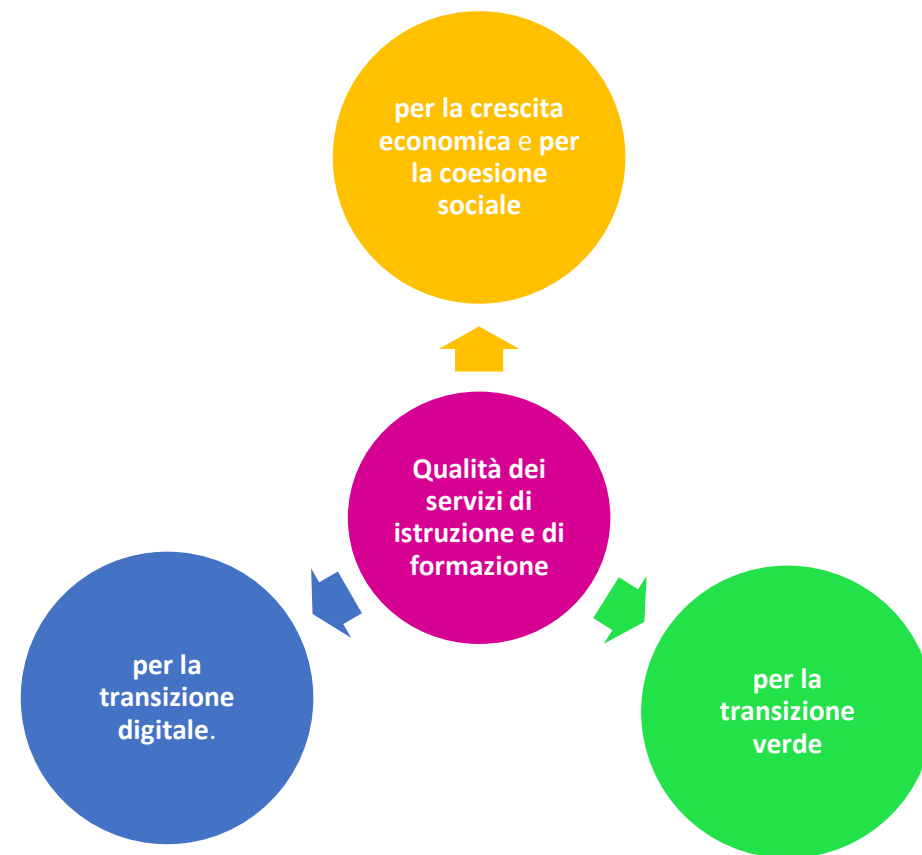 per la crescita
economica e per
la coesione
sociale
Qualità dei
servizi di
istruzione e di
formazione
per la
transizione
digitale.
per la
transizione
verde